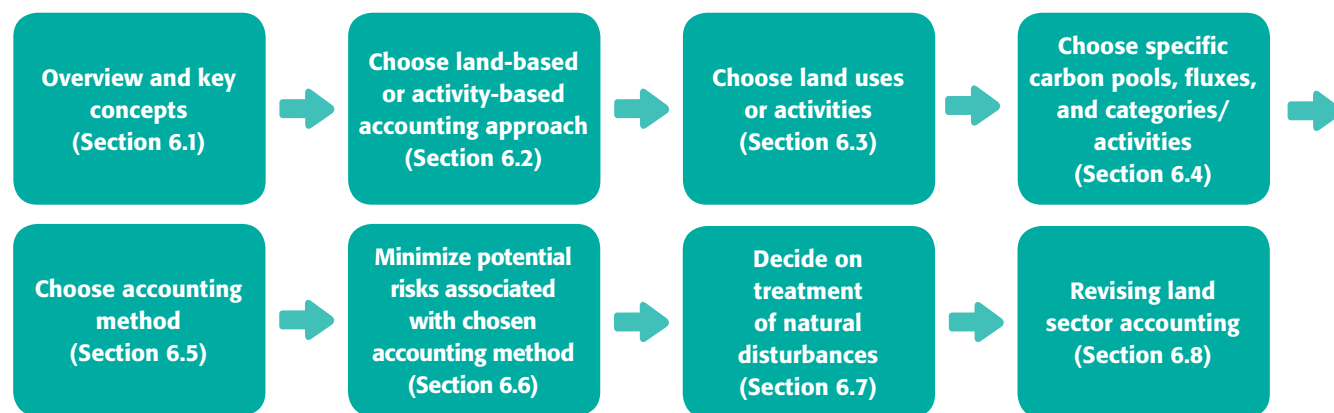 Overview and key
concepts
(Section 6.1)
Choose land-based
or activity-based
accounting approach
(Section 6.2)
Choose land uses
or activities
(Section 6.3)
Choose specific
carbon pools, fluxes,
and categories/
activities
(Section 6.4)
Choose accounting
method
(Section 6.5)
Minimize potential
risks associated
with chosen
accounting method
(Section 6.6)
Decide on
treatment
of natural
disturbances
(Section 6.7)
Revising land
sector accounting
(Section 6.8)